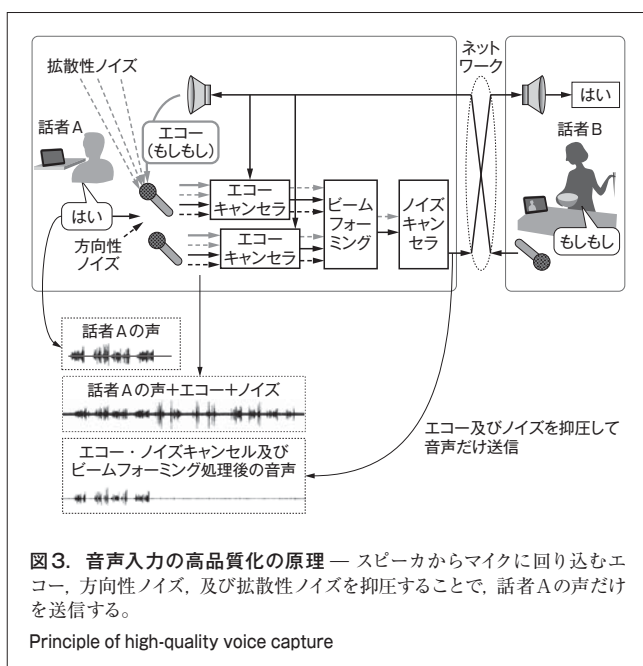 拡散性ノイズ
話者A
エコー
(もしもし)
はい
方向性
ノイズ
エコー
キャンセラ
エコー
キャンセラ
ビーム
フォー
ミング
ノイズ
キャン
セラ
ネット
ワーク
はい
話者B
もしもし
話者Aの声
話者Aの声+エコー+ノイズ
エコー・ノイズキャンセル及び
ビームフォーミング処理後の音声
エコー及びノイズを抑圧して
音声だけ送信
図3. 音声入力の高品質化の原理 — スピーカからマイクに回り込むエ
コー, 方向性ノイズ, 及び拡散性ノイズを抑圧することで, 話者Aの声だけ
を送信する。
Principle of high-quality voice capture